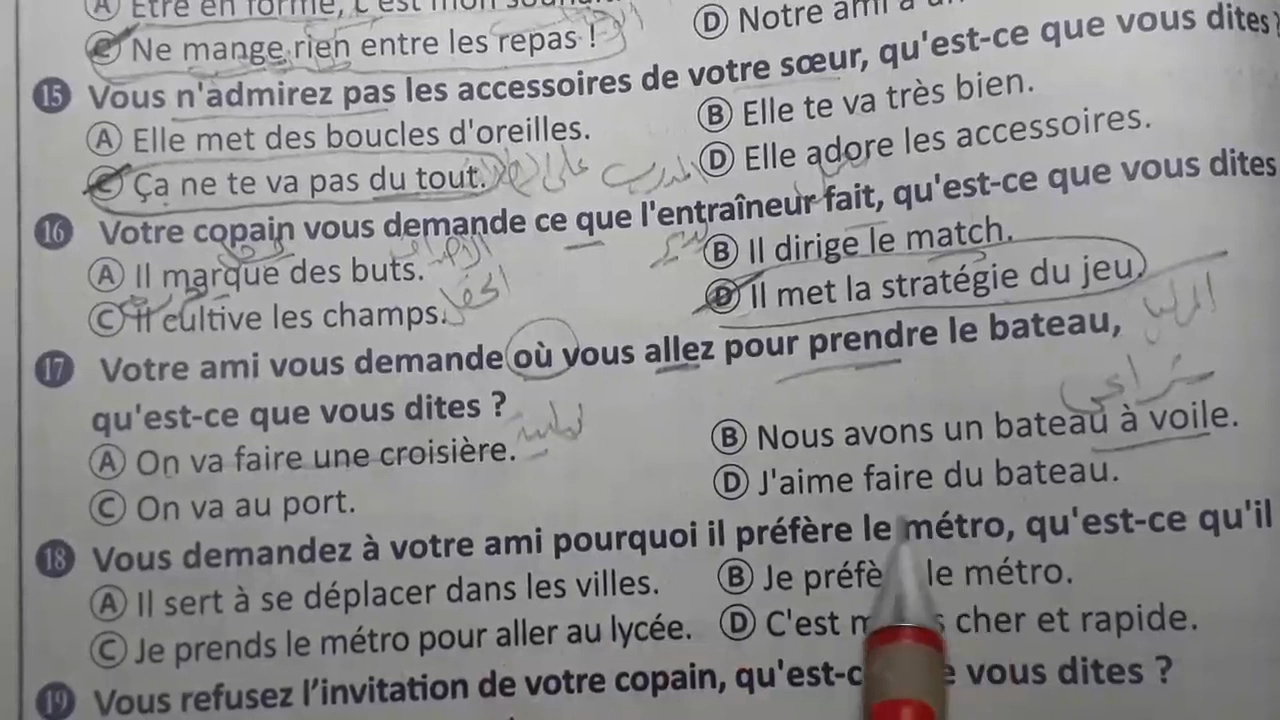 A Être en forme, c'est mon
D Notre ami a
C Ne mange rien entre les repas !
15 Vous n'admirez pas les accessoires de votre sœur, qu'est-ce que vous dites ?
A Elle met des boucles d'oreilles.
B Elle te va très bien.
C Ça ne te va pas du tout.
D Elle adore les accessoires.
16 Votre copain vous demande ce que l'entraîneur fait, qu'est-ce que vous dites
A Il marque des buts.
B Il dirige le match.
C Il cultive les champs.
D Il met la stratégie du jeu.
17 Votre ami vous demande où vous allez pour prendre le bateau,
qu'est-ce que vous dites ?
A On va faire une croisière.
B Nous avons un bateau à voile.
C On va au port.
D J'aime faire du bateau.
18 Vous demandez à votre ami pourquoi il préfère le métro, qu'est-ce qu'il
A Il sert à se déplacer dans les villes.
B Je préfè le métro.
C Je prends le métro pour aller au lycée.
D C'est m s cher et rapide.
19 Vous refusez l'invitation de votre copain, qu'est-c e vous dites ?